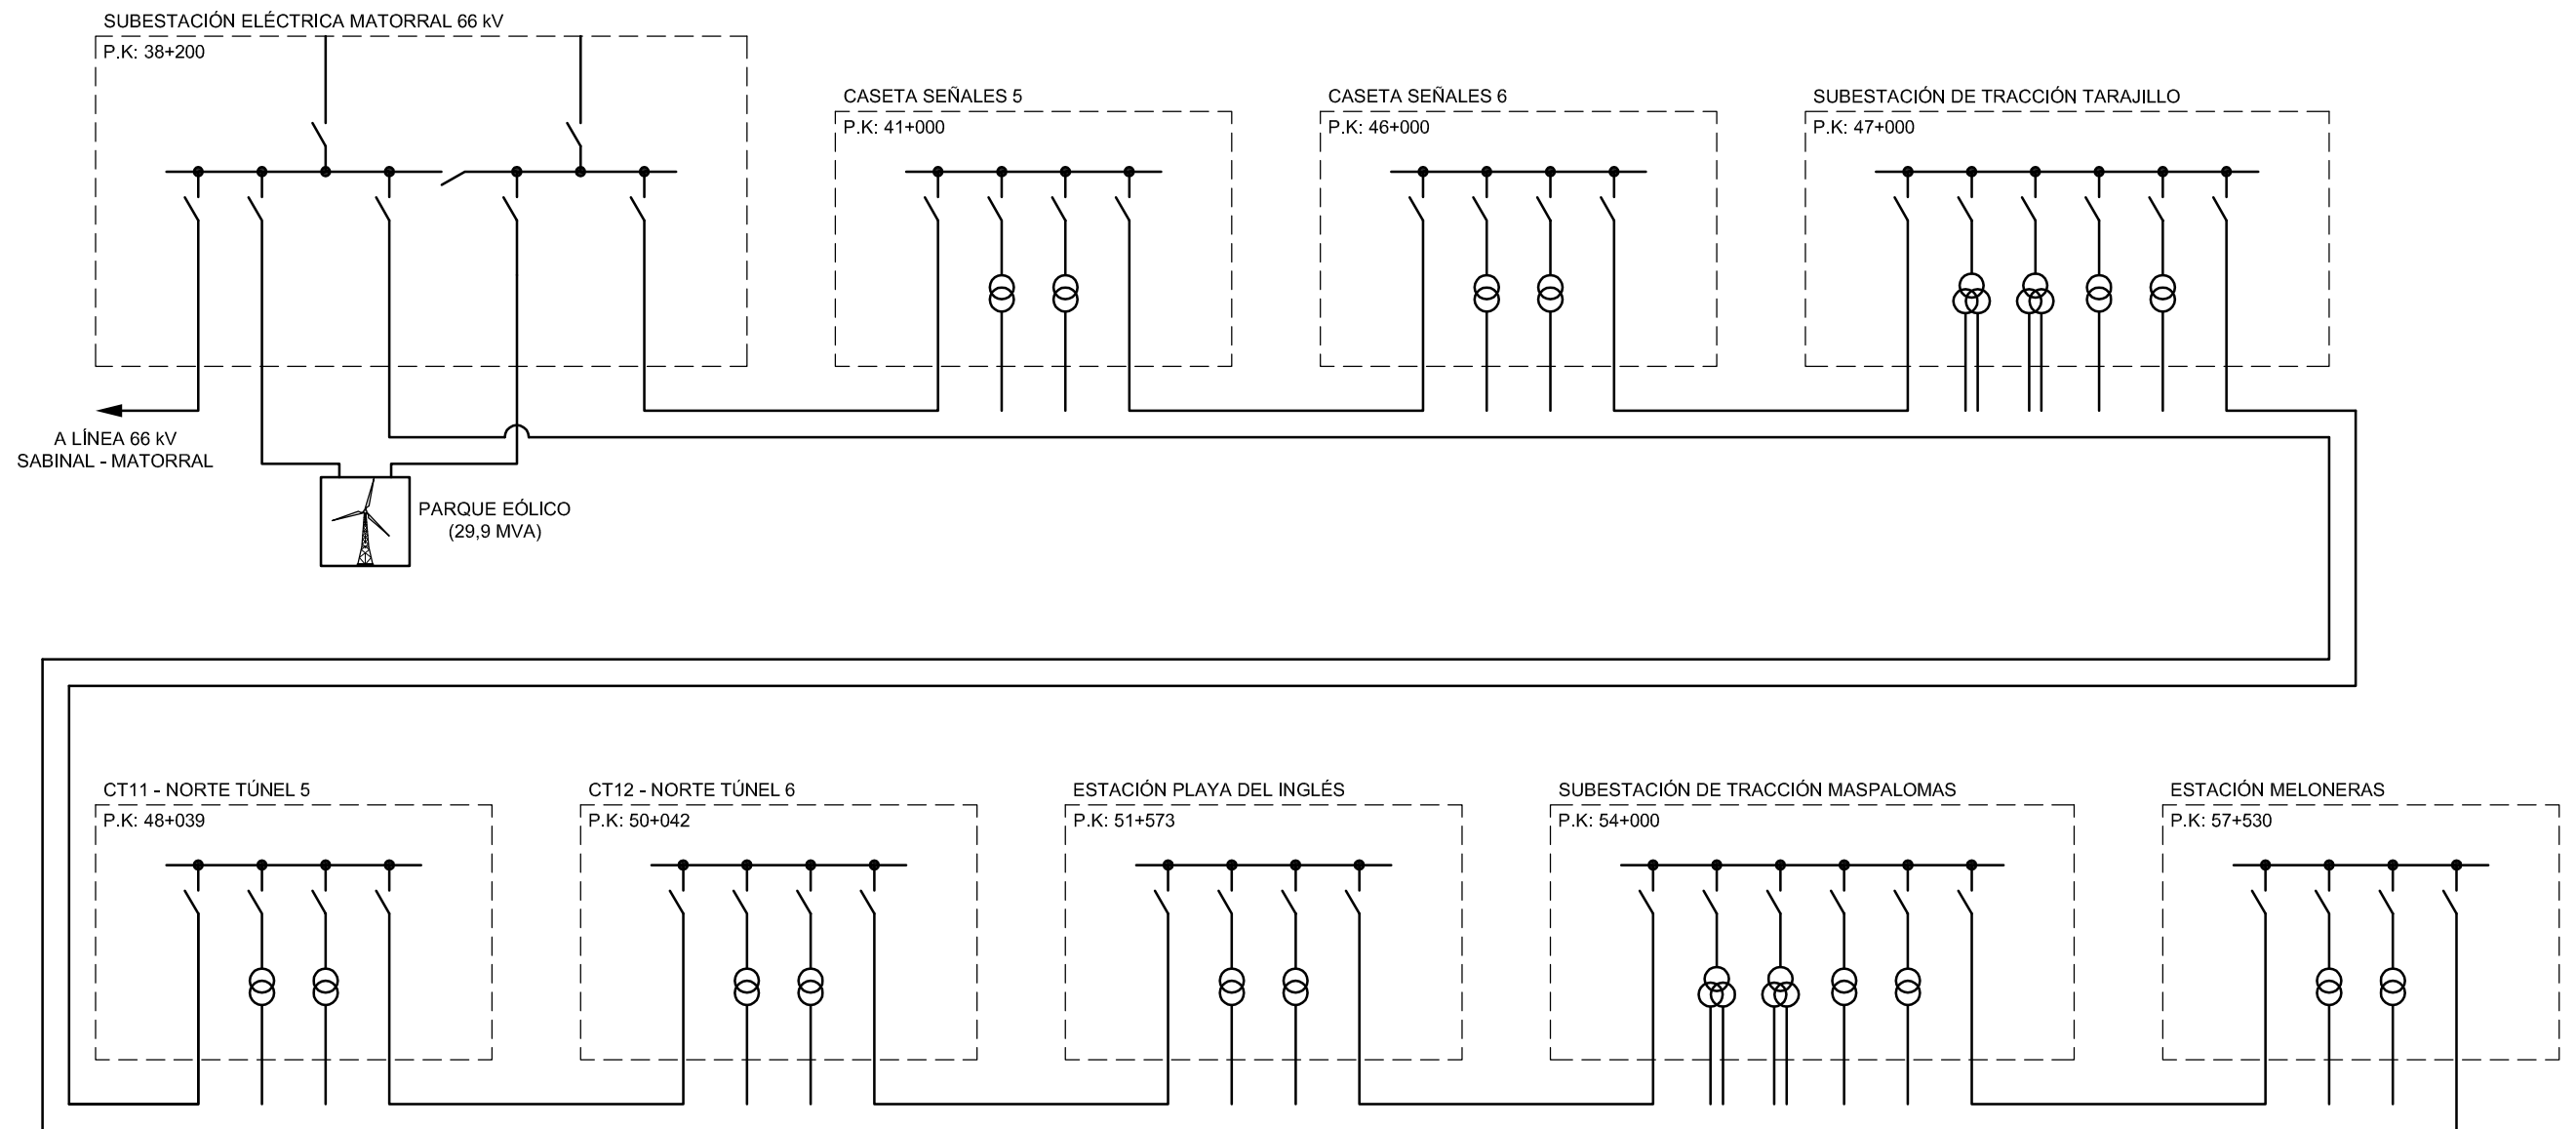 SUBESTACIÓN ELÉCTRICA MATORRAL 66 kV
P.K: 38+200
CASETA SEÑALES 5
P.K: 41+000
CASETA SEÑALES 6
P.K: 46+000
SUBESTACIÓN DE TRACCIÓN TARAJILLO
P.K: 47+000
A LÍNEA 66 kV
SABINAL - MATORRAL
PARQUE EÓLICO
(29,9 MVA)
CT11 - NORTE TÚNEL 5
P.K: 48+039
CT12 - NORTE TÚNEL 6
P.K: 50+042
ESTACIÓN PLAYA DEL INGLÉS
P.K: 51+573
SUBESTACIÓN DE TRACCIÓN MASPALOMAS
P.K: 54+000
ESTACIÓN MELONERAS
P.K: 57+530